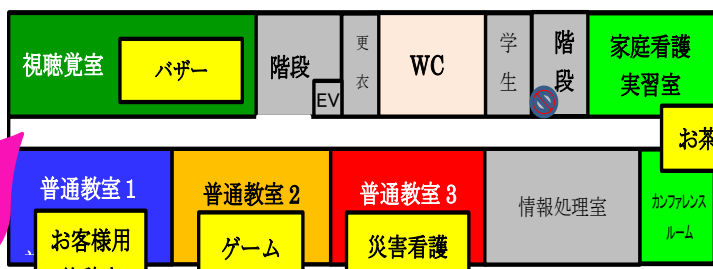 視聴覚室
バザー
階段
EV
更衣
WC
学生
階段
家庭看護
実習室
お茶
普通教室1
お客様用
普通教室2
ゲーム
普通教室3
災害看護
情報処理室
カンファレンス
ルーム